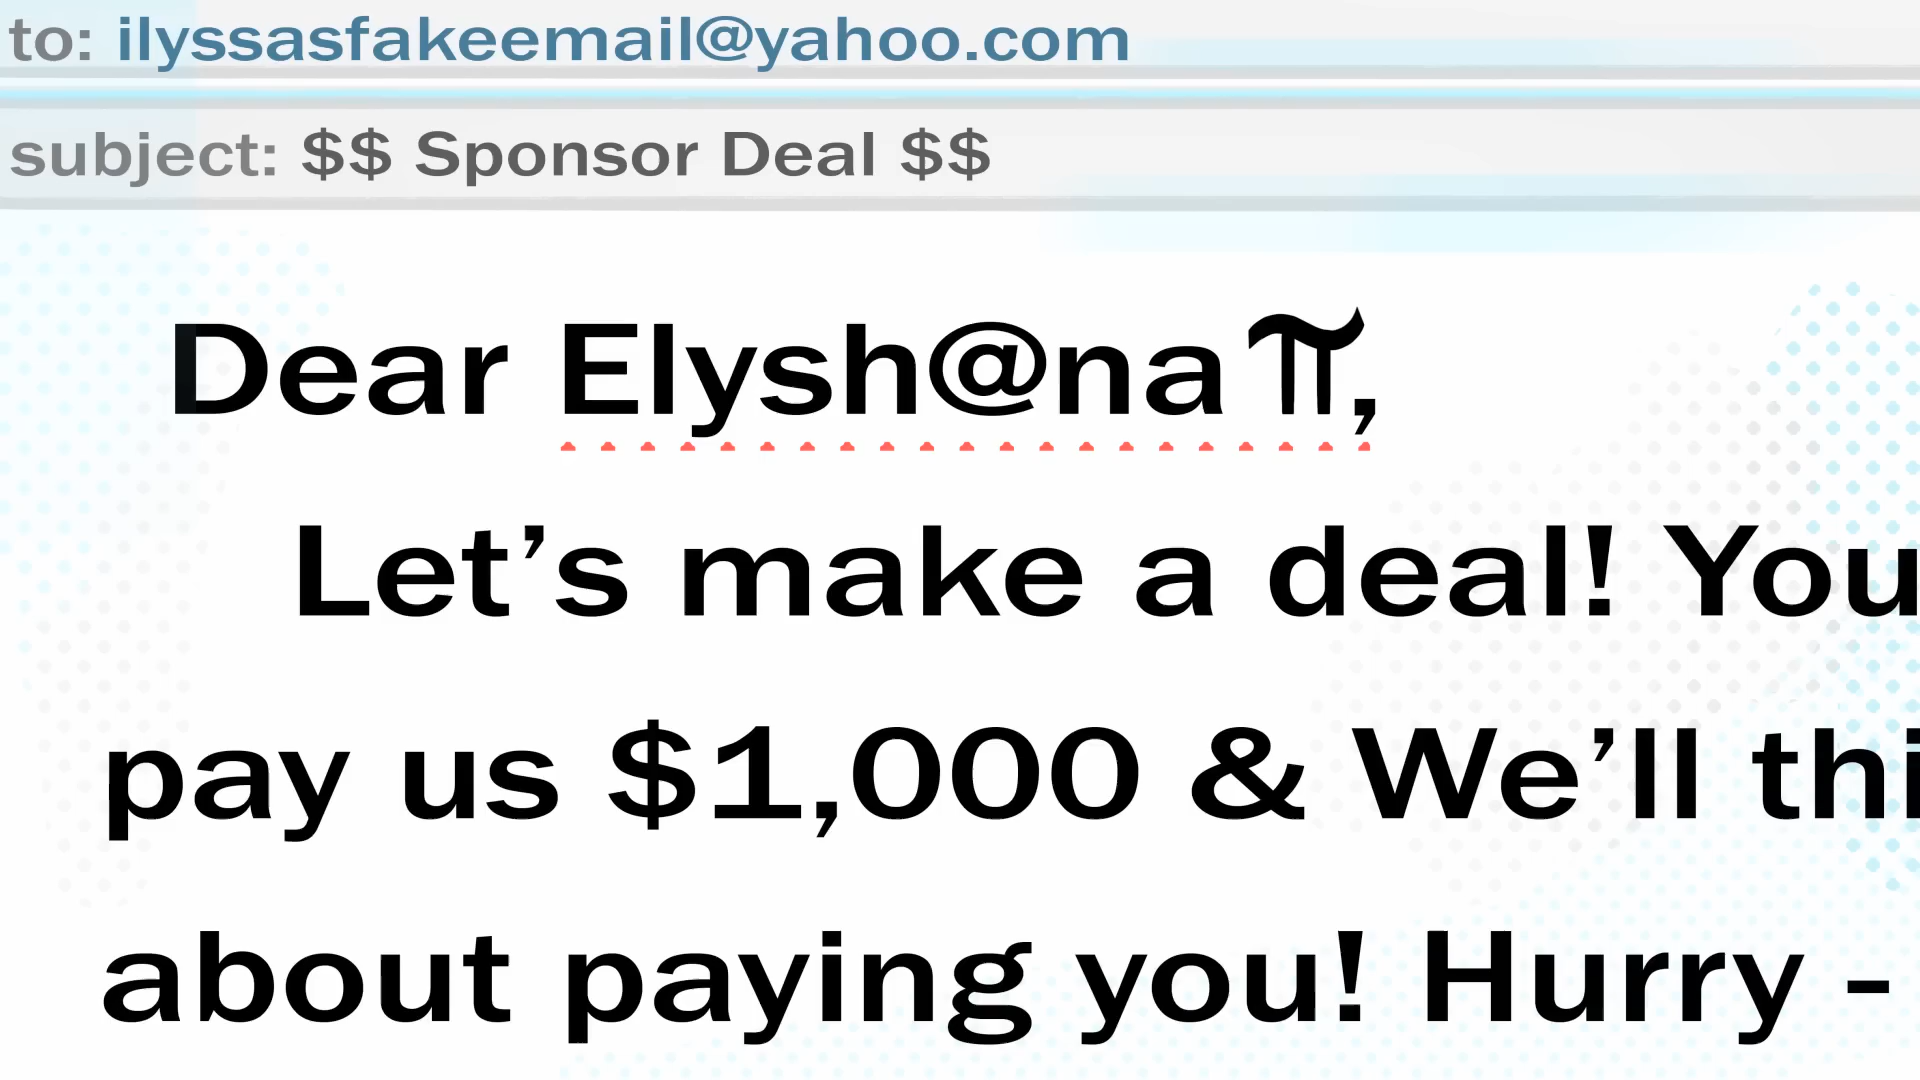 to: ilyssasfakeemail@yahoo.com
subject: $$ Sponsor Deal $$
Dear Elysh@naπ,
Let’s make a deal! You
pay us $1,000 & We’ll thi
about paying you! Hurry -